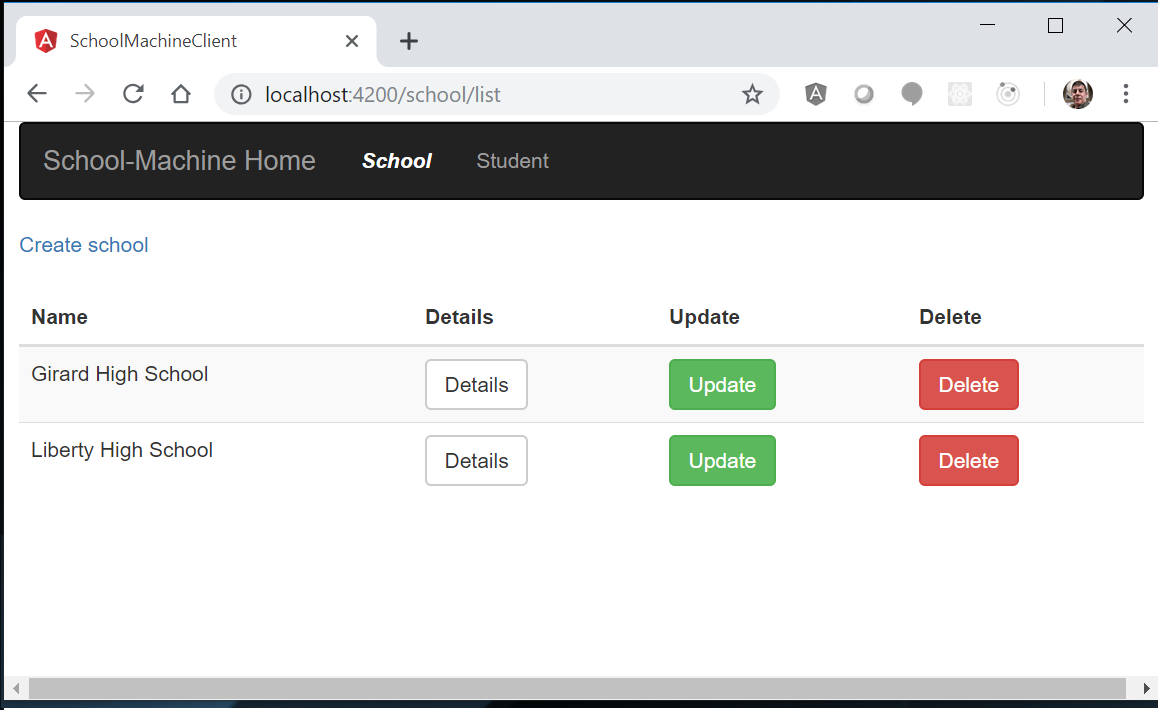 SchoolMachineClient
localhost:4200/school/list
School-Machine Home School Student
Create school
Name Details Update Delete
Girard High School Details Update Delete
Liberty High School Details Update Delete